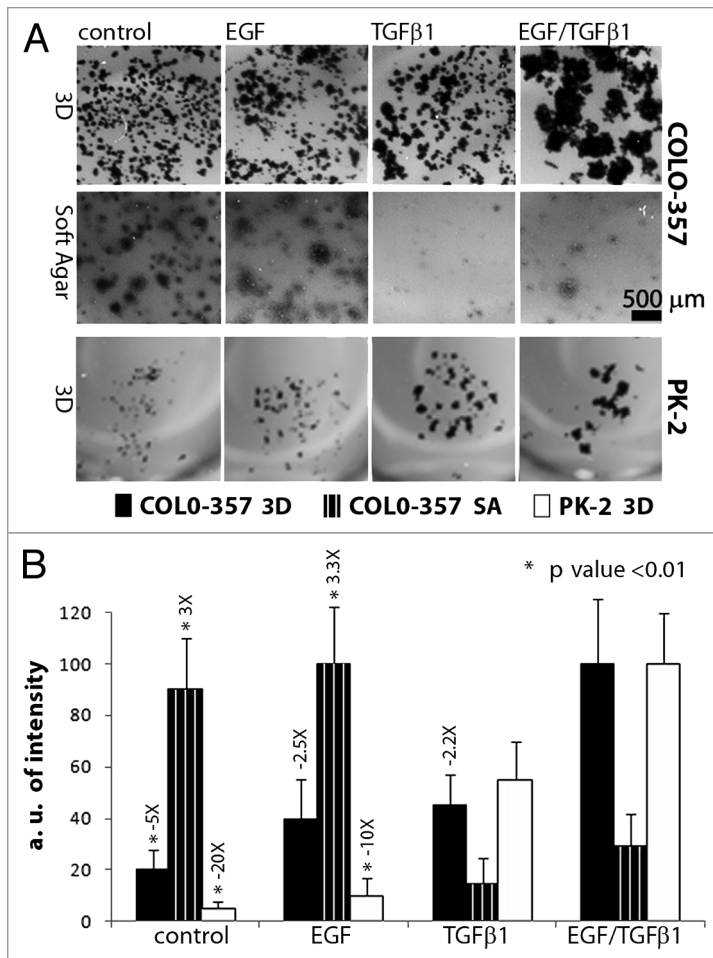 A
control EGF TGFβ1 EGF/TGFβ1
3D
COLO-357
Soft Agar
500 μm
3D
PK-2
COL0-357 3D COL0-357 SA PK-2 3D
B
* p value <0.01
a. u. of intensity
120
100
80
60
40
20
0
* -5X
* 3X
* -20X
-2.5X
* 3.3X
* -10X
-2.2X
control EGF TGFβ1 EGF/TGFβ1